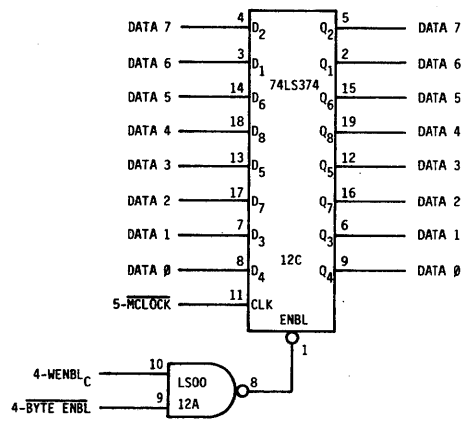 DATA 7 4 D2 Q2 5 DATA 7
DATA 6 3 D1 Q1 2 DATA 6
74LS374
DATA 5 14 D6 Q6 15 DATA 5
DATA 4 18 D8 Q8 19 DATA 4
DATA 3 13 D5 Q5 12 DATA 3
DATA 2 17 D7 Q7 16 DATA 2
DATA 1 7 D3 Q3 6 DATA 1
DATA 0 8 D4 12C Q4 9 DATA 0
5-MCLOCK 11 CLK
ENBL
1
4-WENBLC 10 LS00 8
4-BYTE ENBL 9 12A